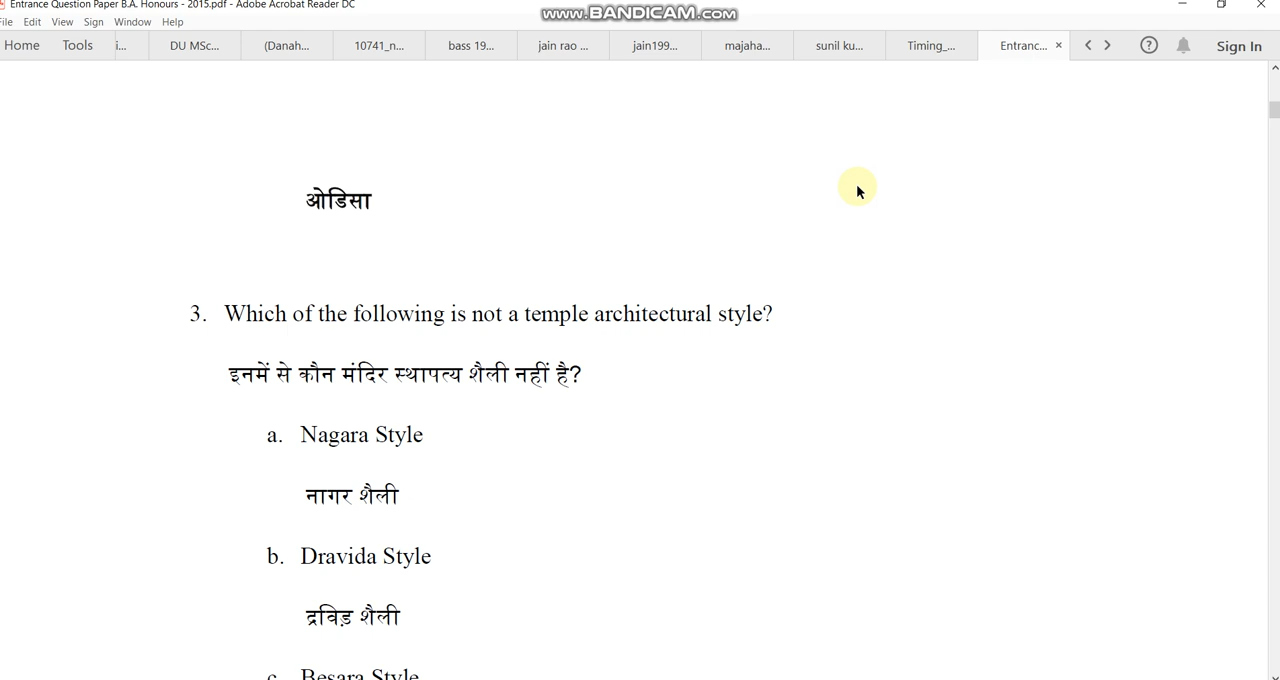 Entrance Question Paper B.A. Honours - 2015.pdf - Adobe Acrobat Reader DC
www.BANDICAM.com
File Edit View Sign Window Help
Home Tools i... DU MSc... (Danah... 10741_n... bass 19... jain rao ... jain199... majaha... sunil ku... Timing_... Entranc... × ? Sign In
ओडिसा
3. Which of the following is not a temple architectural style?
इनमें से कौन मंदिर स्थापत्य शैली नहीं है?
a. Nagara Style
नागर शैली
b. Dravida Style
द्रविड़ शैली
c. Besara Style